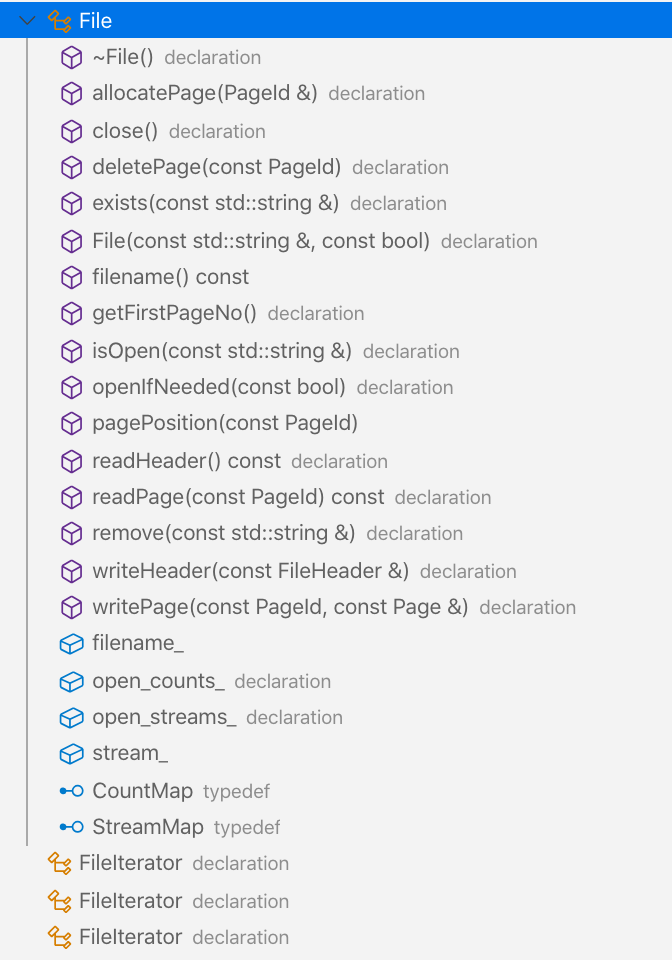 File
~File() declaration
allocatePage(PageId &) declaration
close() declaration
deletePage(const PageId) declaration
exists(const std::string &) declaration
File(const std::string &, const bool) declaration
filename() const
getFirstPageNo() declaration
isOpen(const std::string &) declaration
openIfNeeded(const bool) declaration
pagePosition(const PageId)
readHeader() const declaration
readPage(const PageId) const declaration
remove(const std::string &) declaration
writeHeader(const FileHeader &) declaration
writePage(const PageId, const Page &) declaration
filename_
open_counts_ declaration
open_streams_ declaration
stream_
CountMap typedef
StreamMap typedef
FileIterator declaration
FileIterator declaration
FileIterator declaration